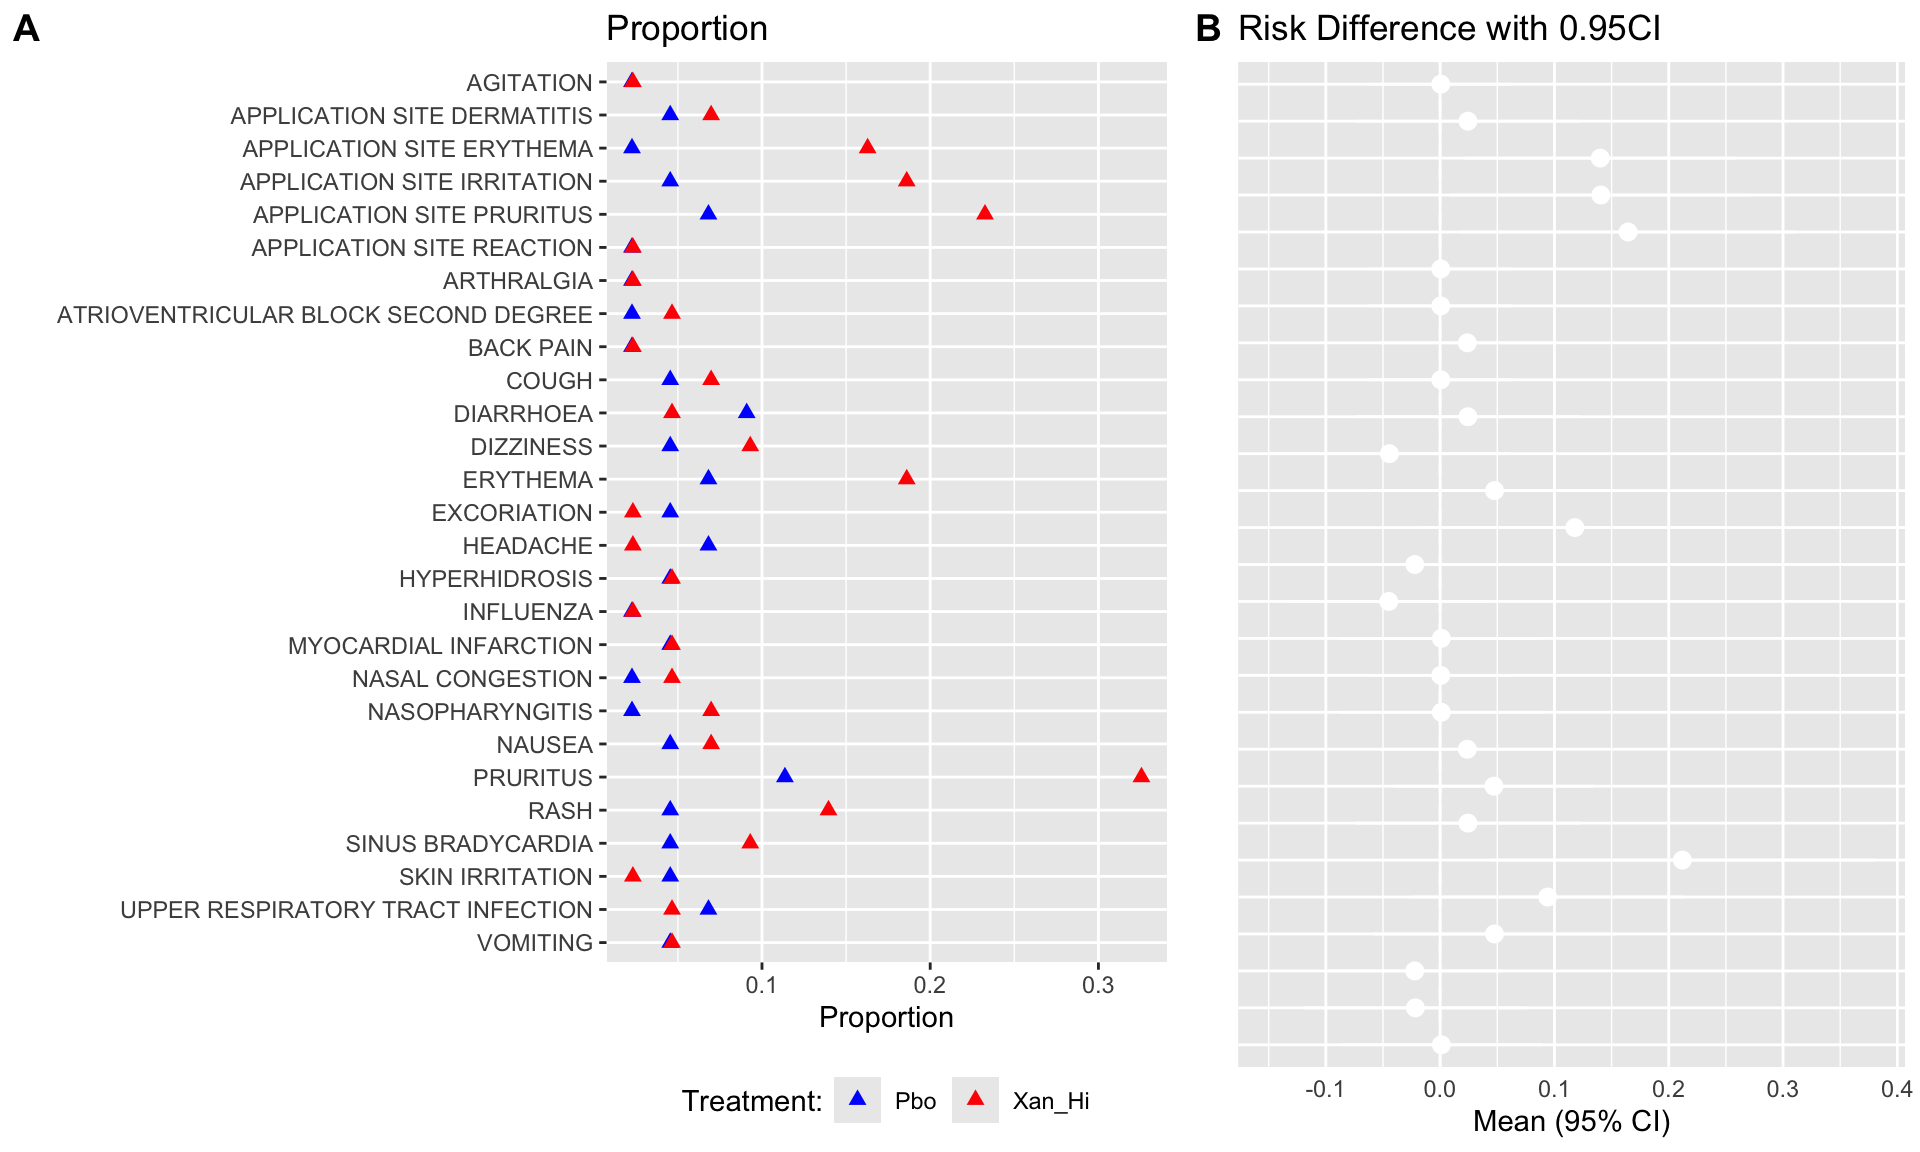 A Proportion
B Risk Difference with 0.95CI
AGITATION
APPLICATION SITE DERMATITIS
APPLICATION SITE ERYTHEMA
APPLICATION SITE IRRITATION
APPLICATION SITE PRURITUS
APPLICATION SITE REACTION
ARTHRALGIA
ATRIOVENTRICULAR BLOCK SECOND DEGREE
BACK PAIN
COUGH
DIARRHOEA
DIZZINESS
ERYTHEMA
EXCORIATION
HEADACHE
HYPERHIDROSIS
INFLUENZA
MYOCARDIAL INFARCTION
NASAL CONGESTION
NASOPHARYNGITIS
NAUSEA
PRURITUS
RASH
SINUS BRADYCARDIA
SKIN IRRITATION
UPPER RESPIRATORY TRACT INFECTION
VOMITING
0.1 0.2 0.3
Proportion
Treatment: Pbo Xan_Hi
-0.1 0.0 0.1 0.2 0.3 0.4
Mean (95% CI)